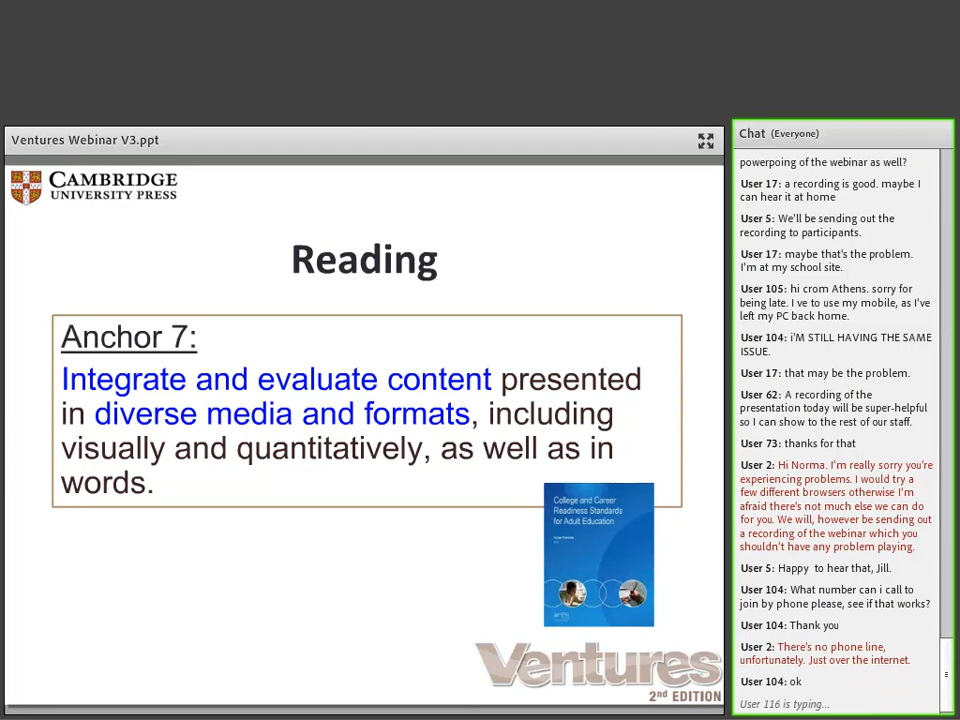 Ventures Webinar V3.ppt
CAMBRIDGE
UNIVERSITY PRESS
Reading
Anchor 7:
Integrate and evaluate content presented
in diverse media and formats, including
visually and quantitatively, as well as in
words.
College and Career
Readiness Standards
for Adult Education
Ventures
2nd EDITION
Chat (Everyone)
powerpoing of the webinar as well?
User 17: a recording is good. maybe I
can hear it at home
User 5: We'll be sending out the
recording to participants.
User 17: maybe that's the problem.
I'm at my school site.
User 105: hi crom Athens. sorry for
being late. I ve to use my mobile, as I've
left my PC back home.
User 104: i'M STILL HAVING THE SAME
ISSUE.
User 17: that may be the problem.
User 62: A recording of the
presentation today will be super-helpful
so I can show to the rest of our staff.
User 73: thanks for that
User 2: Hi Norma. I'm really sorry you're
experiencing problems. I would try a
few different browsers otherwise I'm
afraid there's not much else we can do
for you. We will, however be sending out
a recording of the webinar which you
shouldn't have any problem playing.
User 5: Happy to hear that, Jill.
User 104: What number can i call to
join by phone please, see if that works?
User 104: Thank you
User 2: There's no phone line,
unfortunately. Just over the internet.
User 104: ok
User 116 is typing...